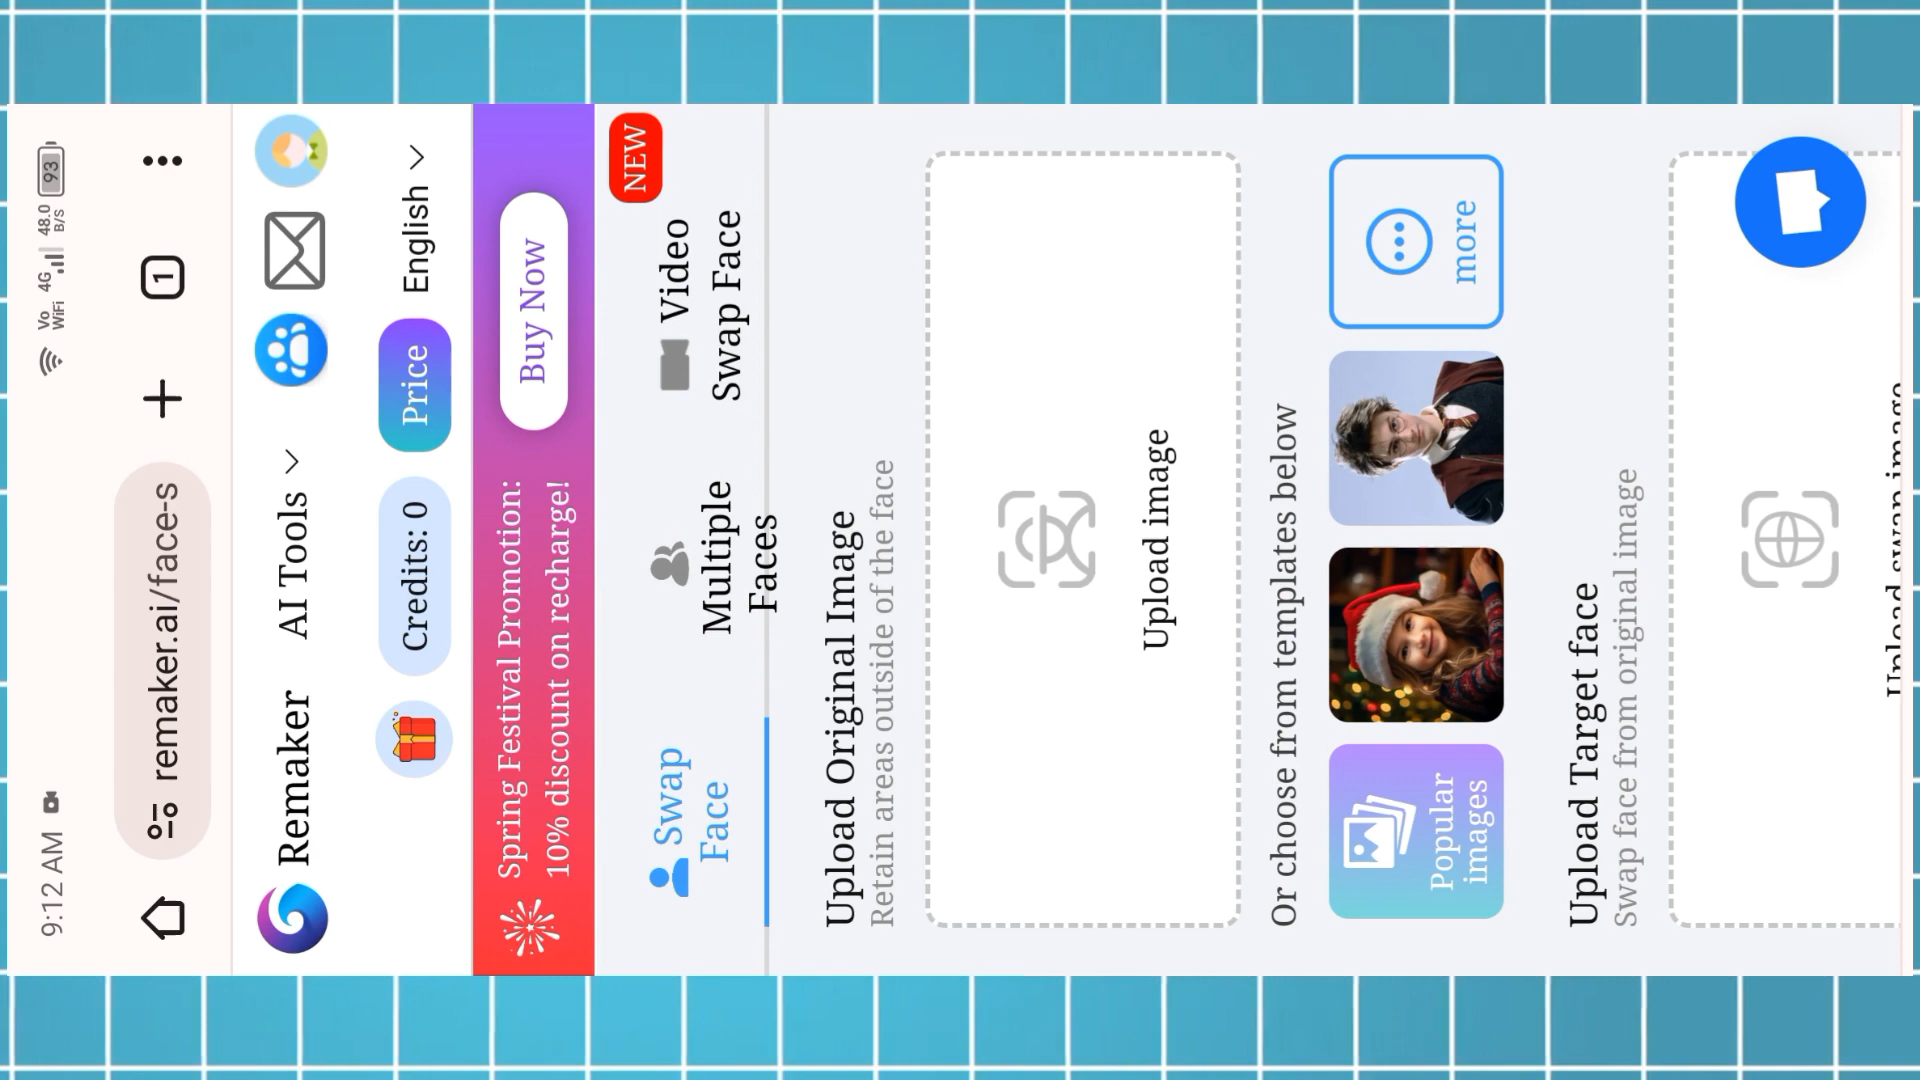 9:12 AM
Vo WiFi 4G 48.0 B/s 93
remaker.ai/face-s
1
Remaker AI Tools
Credits: 0 Price English
Spring Festival Promotion:
10% discount on recharge!
Buy Now
NEW
Swap
Face
Multiple
Faces
Video
Swap Face
Upload Original Image
Retain areas outside of the face
Upload image
Or choose from templates below
Popular
images
more
Upload Target face
Swap face from original image
Upload swap image